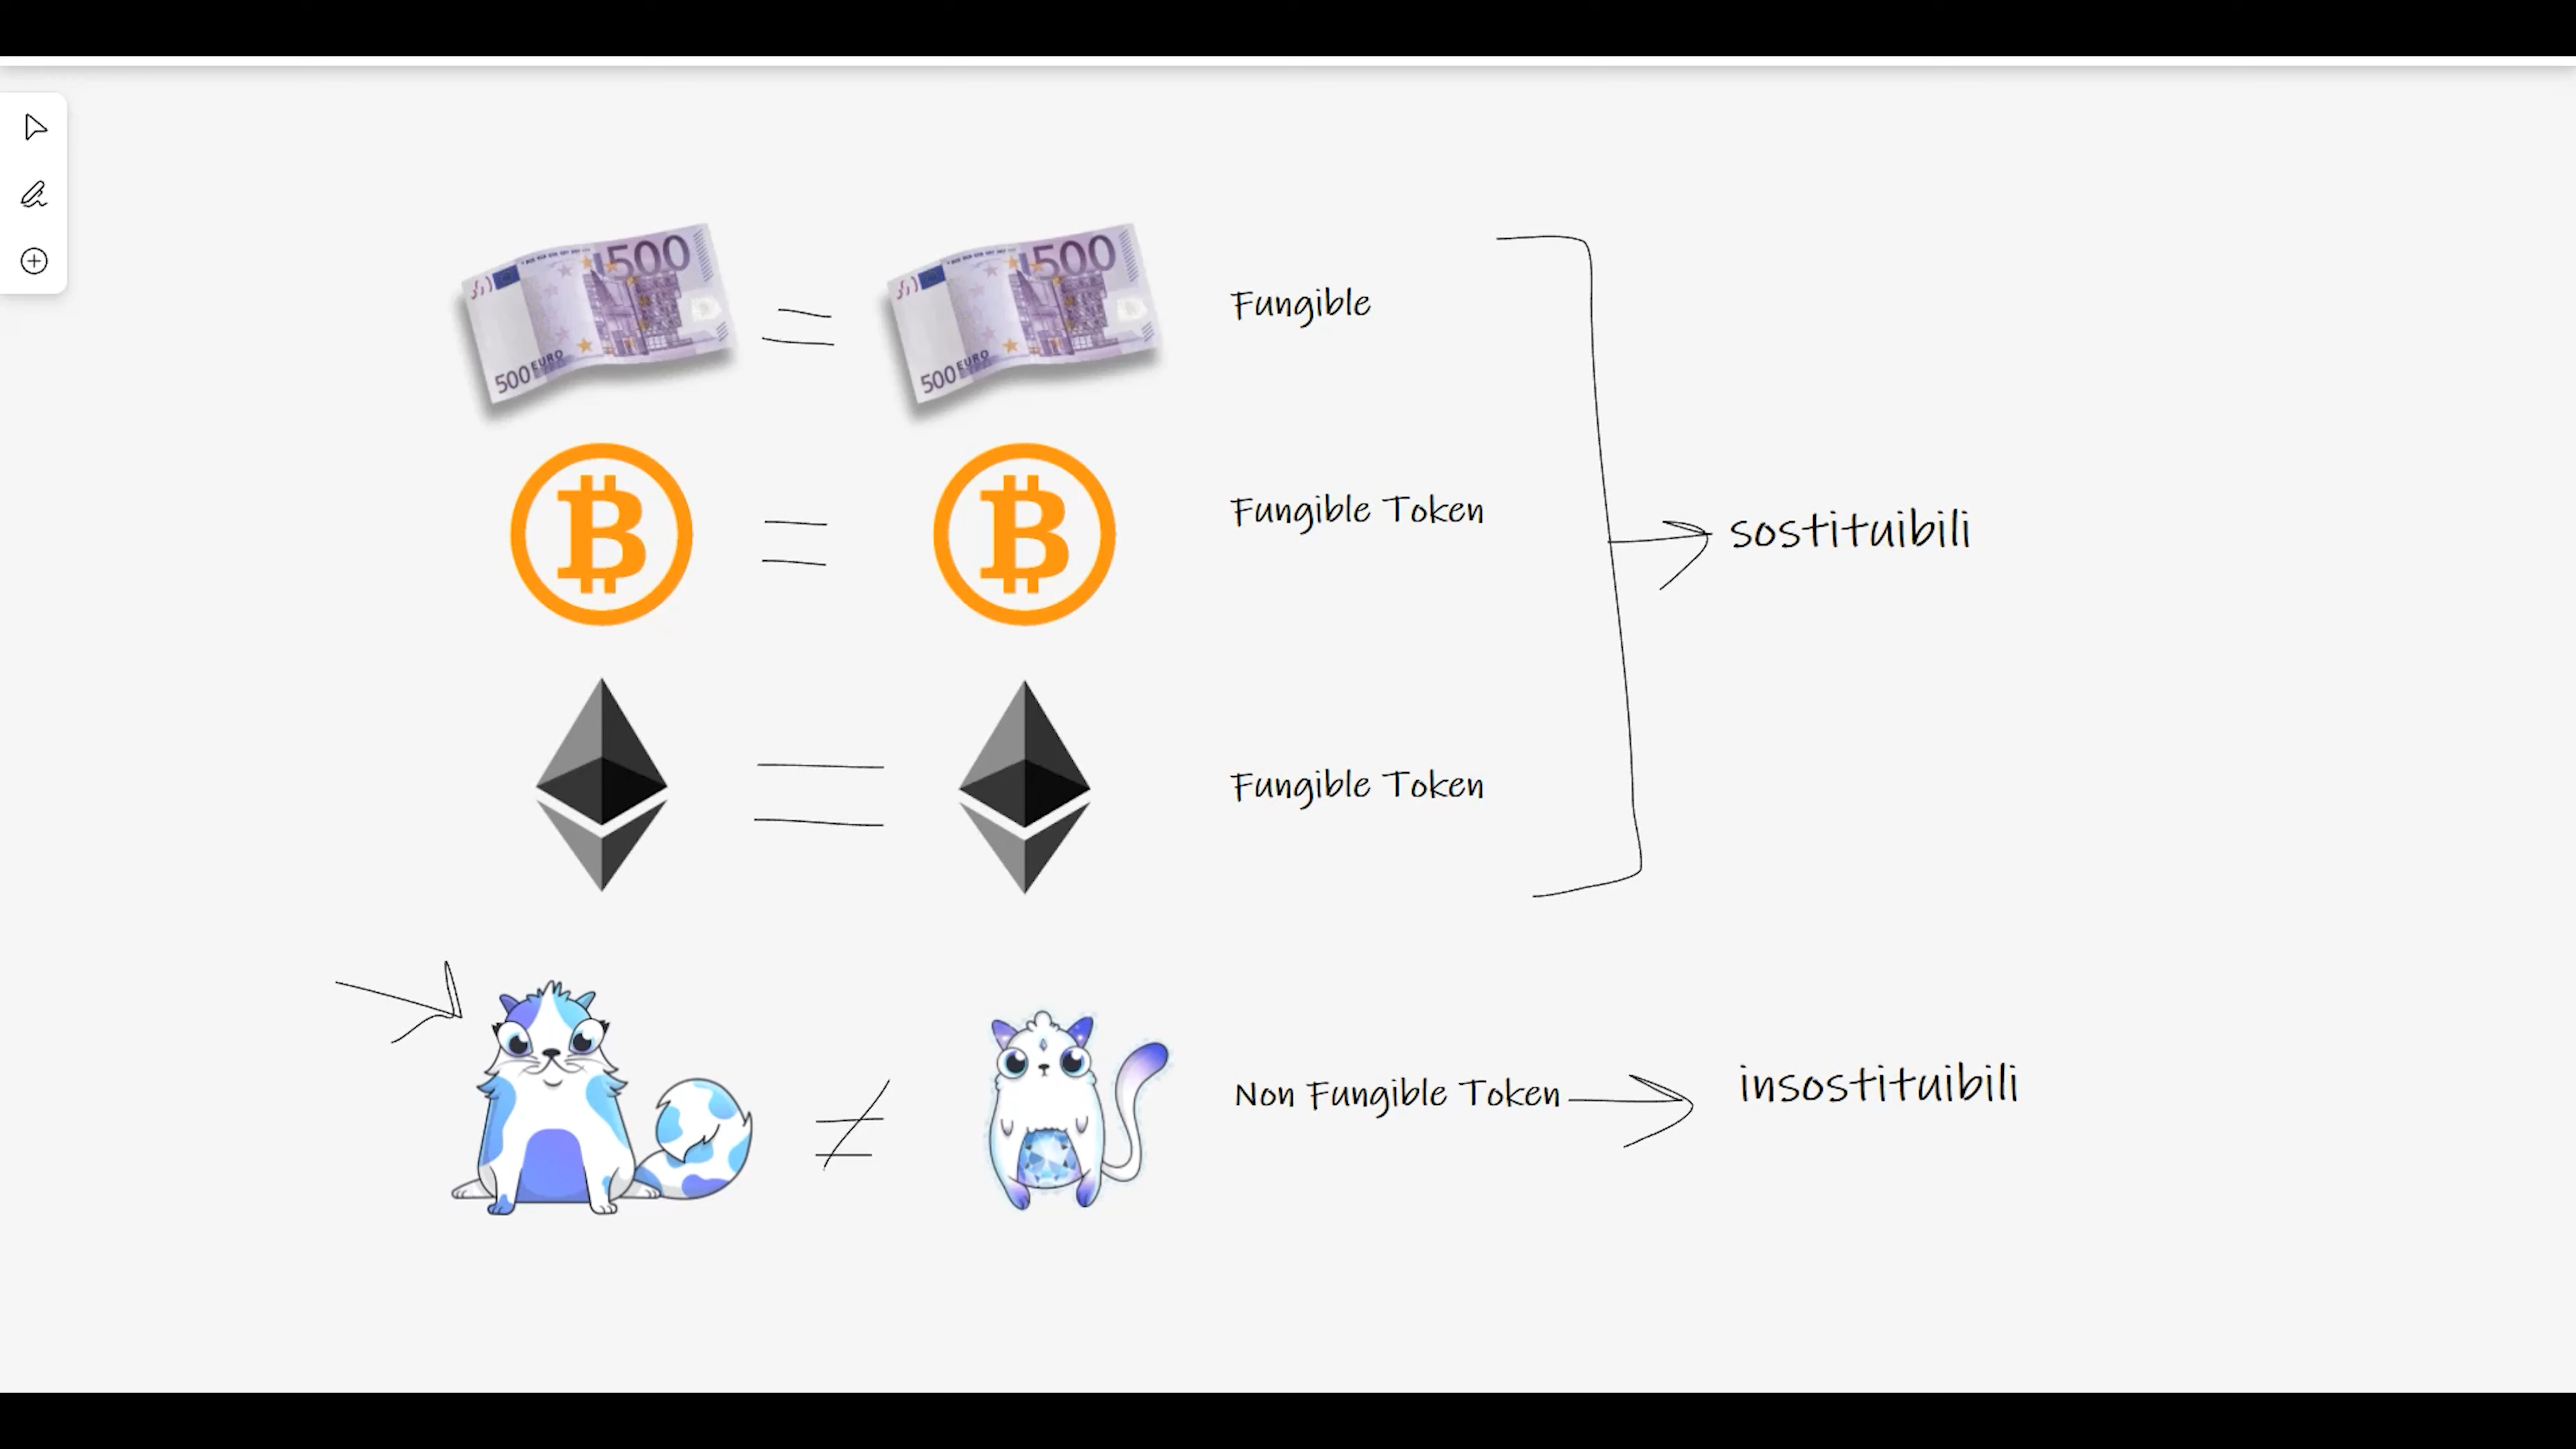 500
500 EURO
500
500 EURO
Fungible
Fungible Token
sostituibili
Fungible Token
Non Fungible Token
insostituibili